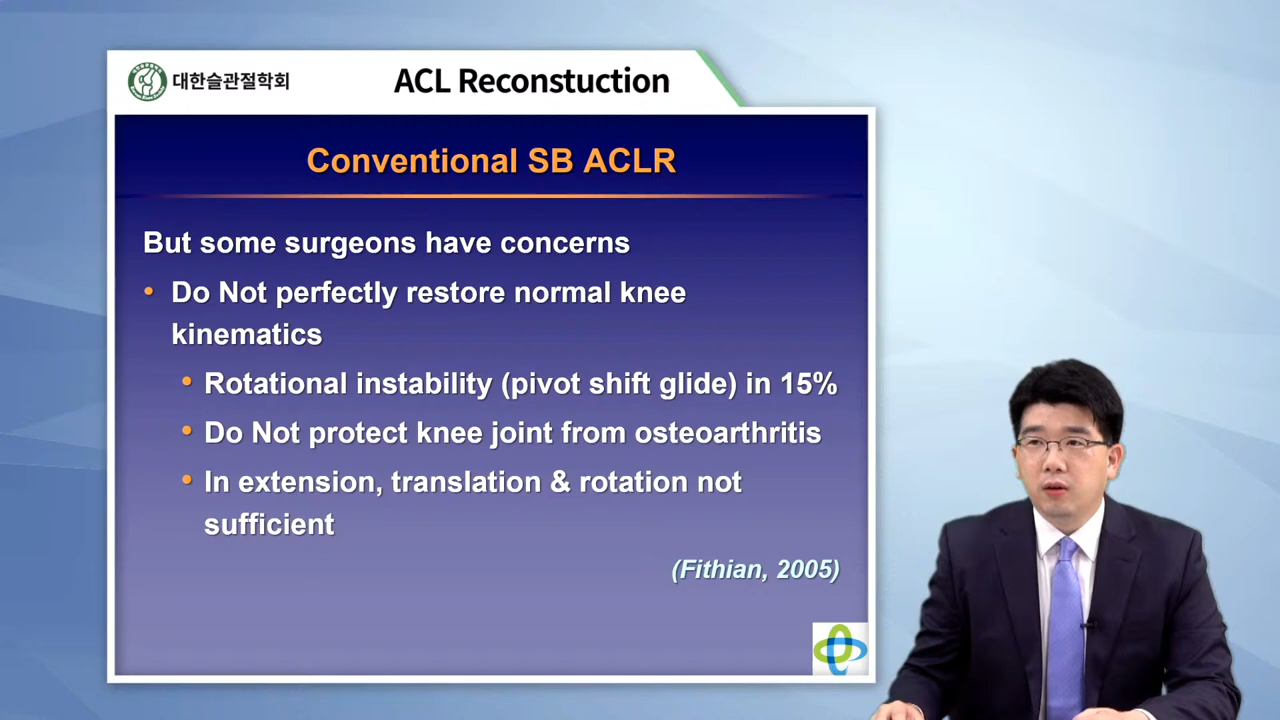 대한슬관절학회
ACL Reconstuction
Conventional SB ACLR
But some surgeons have concerns
• Do Not perfectly restore normal knee
kinematics
• Rotational instability (pivot shift glide) in 15%
• Do Not protect knee joint from osteoarthritis
• In extension, translation & rotation not
sufficient
(Fithian, 2005)